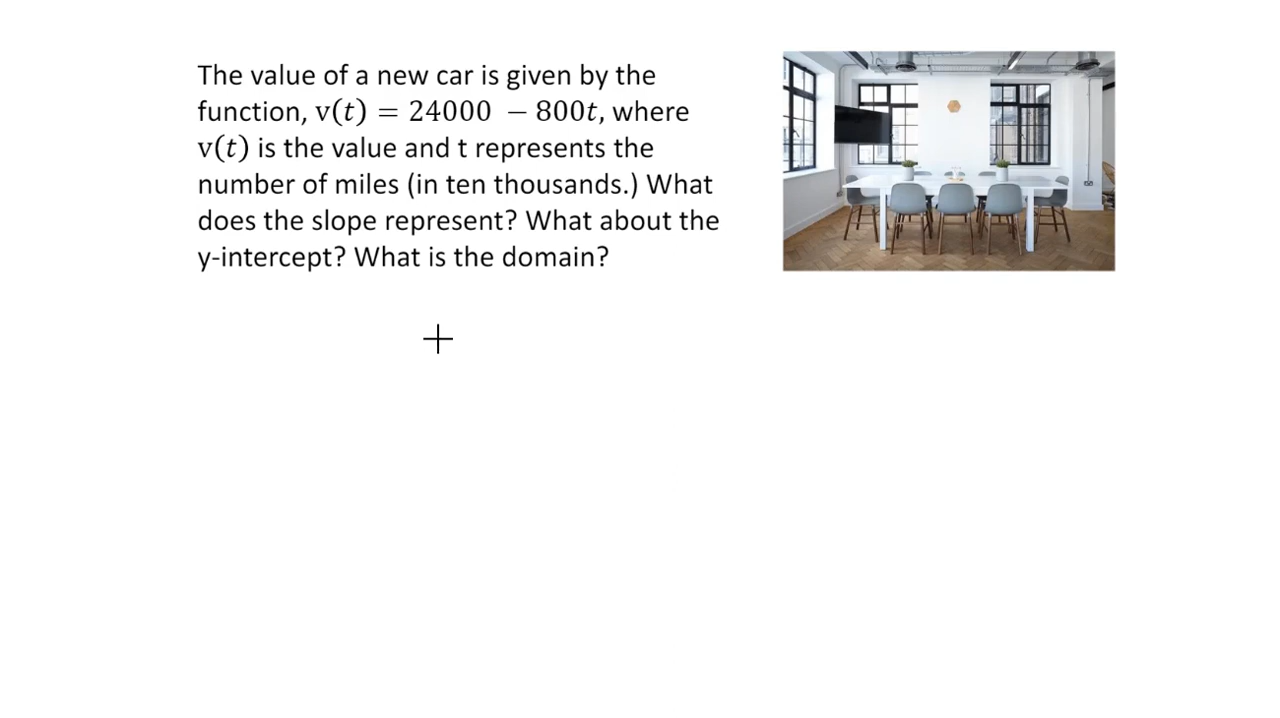 The value of a new car is given by the
function, v(t) = 24000 − 800t, where
v(t) is the value and t represents the
number of miles (in ten thousands.) What
does the slope represent? What about the
y-intercept? What is the domain?